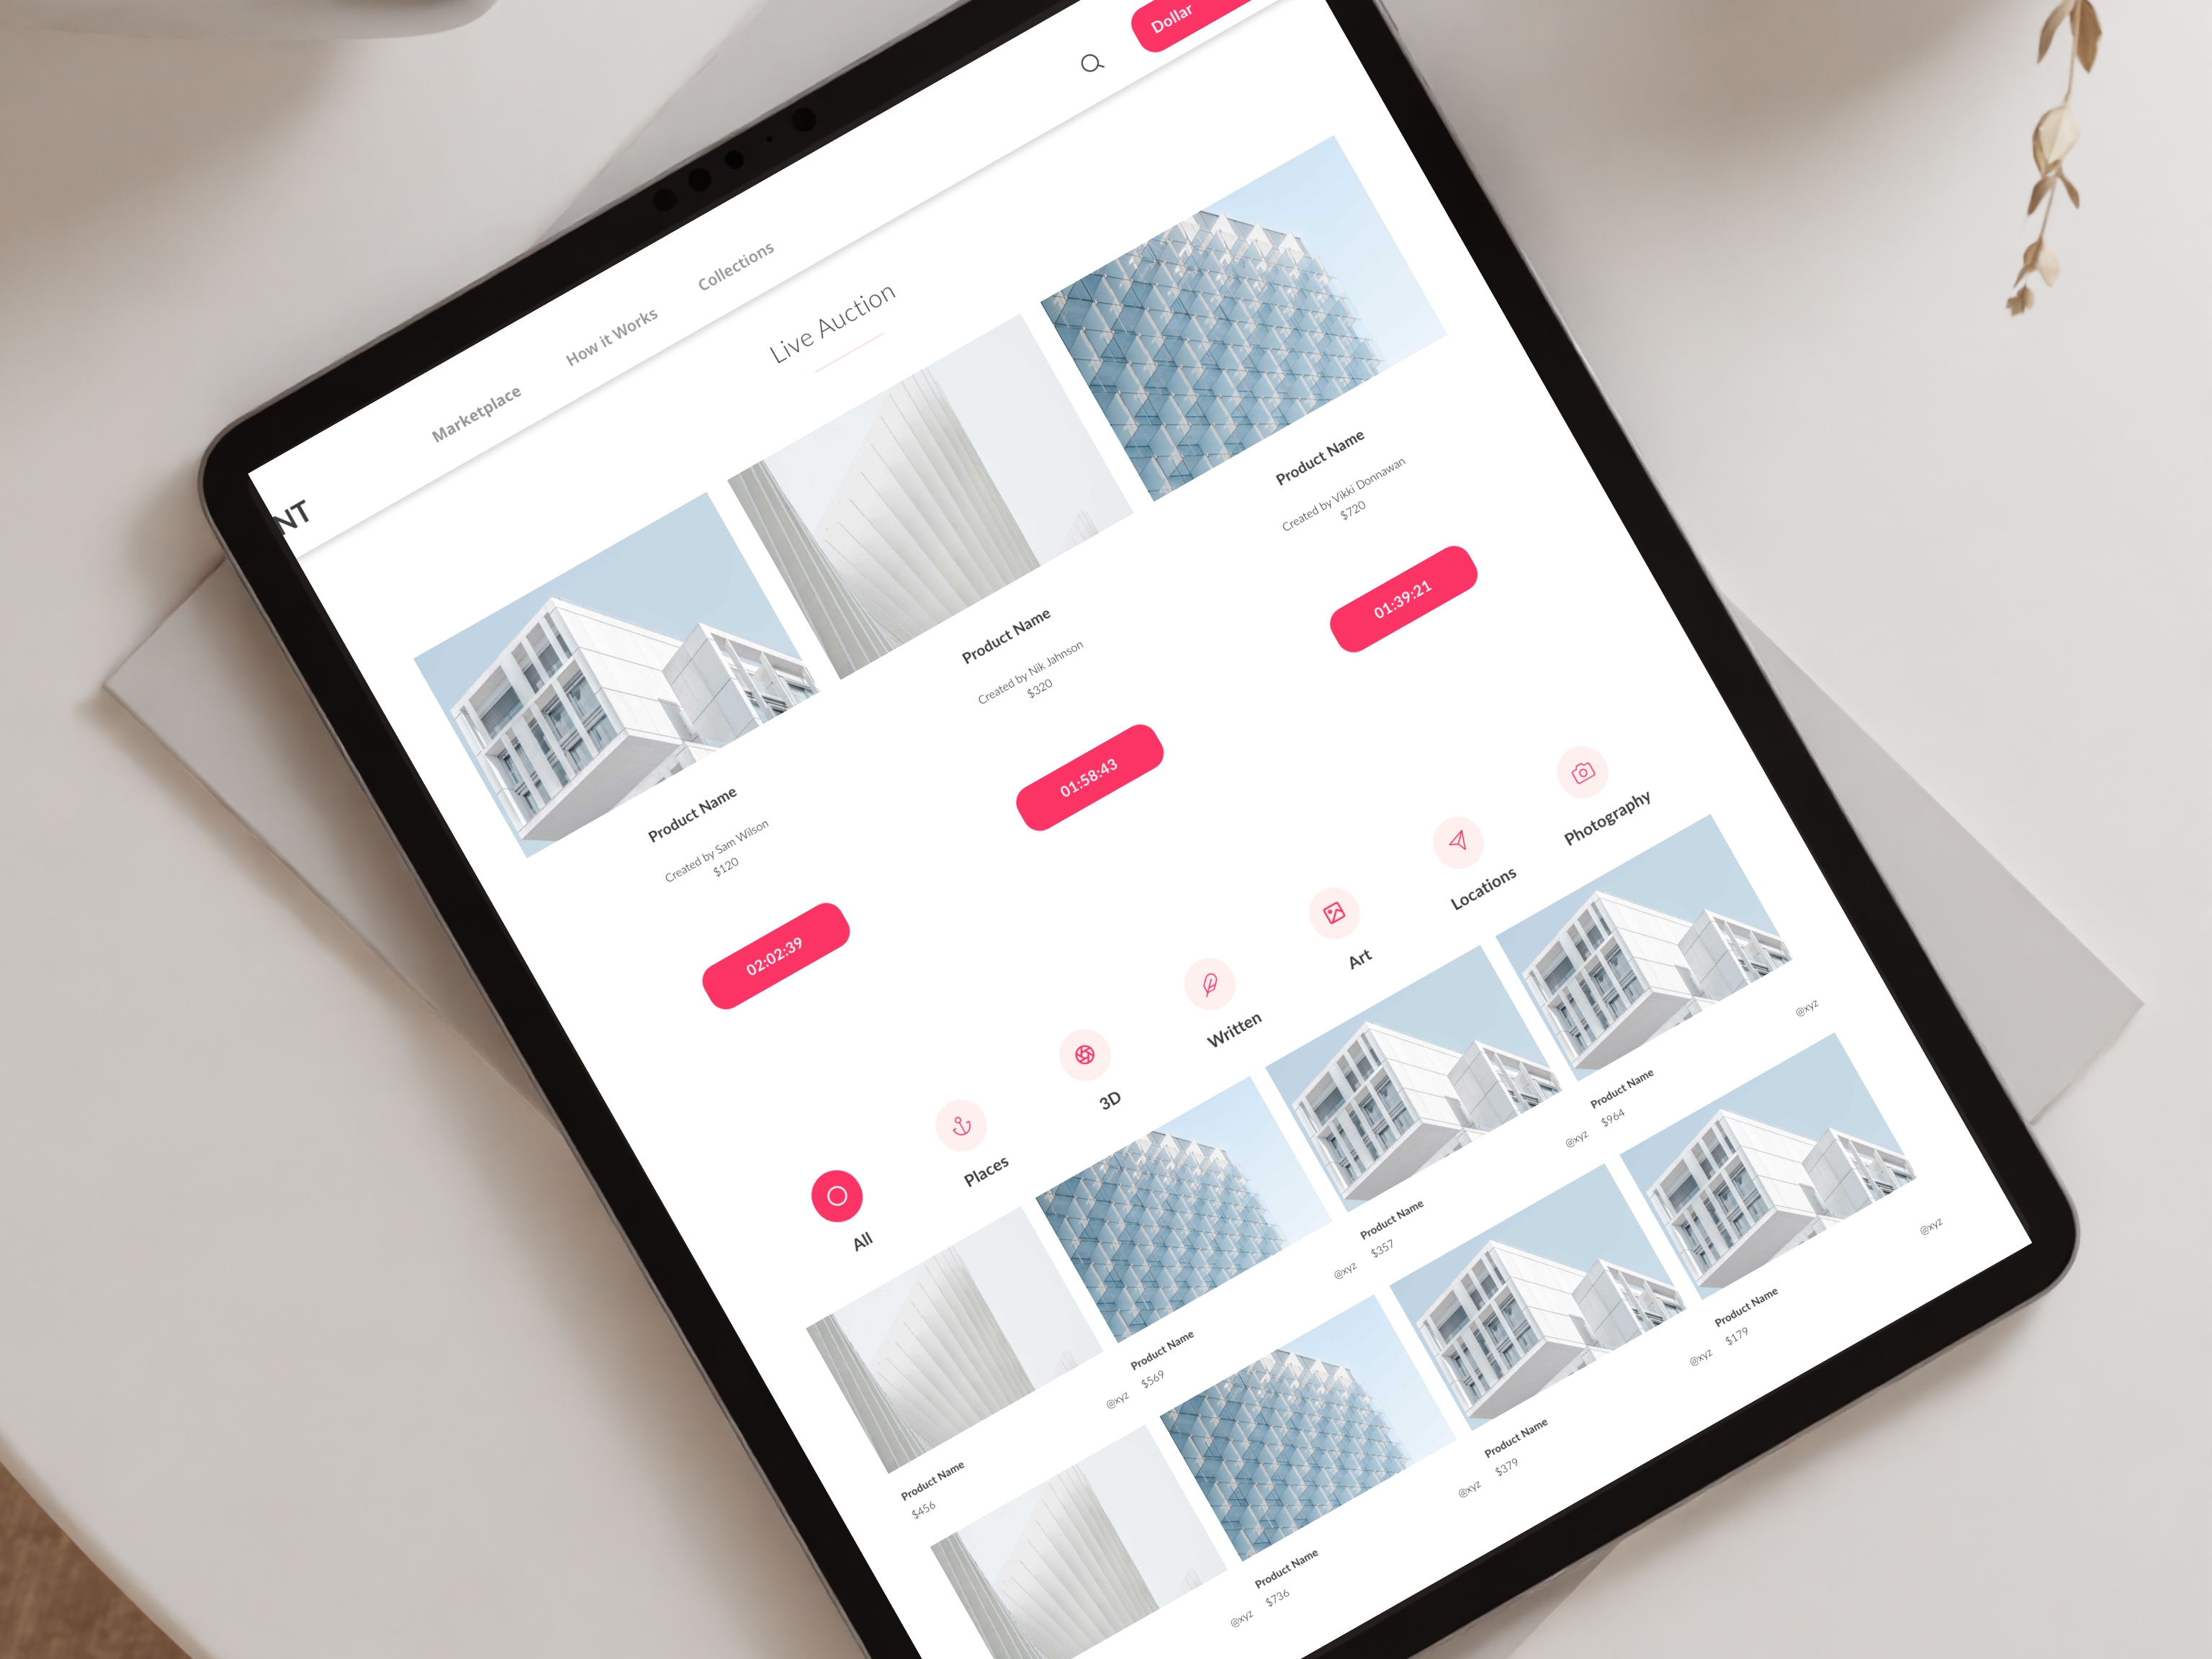 NT
Marketplace
How it Works
Collections
Dollar
Live Auction
Product Name
Created by Sam Wilson
$120
02:02:39
Product Name
Created by Nik Jahnson
$320
01:58:43
Product Name
Created by Vikki Donnawan
$720
01:39:21
All
Places
3D
Written
Art
Locations
Photography
Product Name
$456
@xyz
Product Name
$569
@xyz
Product Name
$357
@xyz
Product Name
$964
@xyz
Product Name
$736
@xyz
Product Name
$379
@xyz
Product Name
$179
@xyz
@xyz